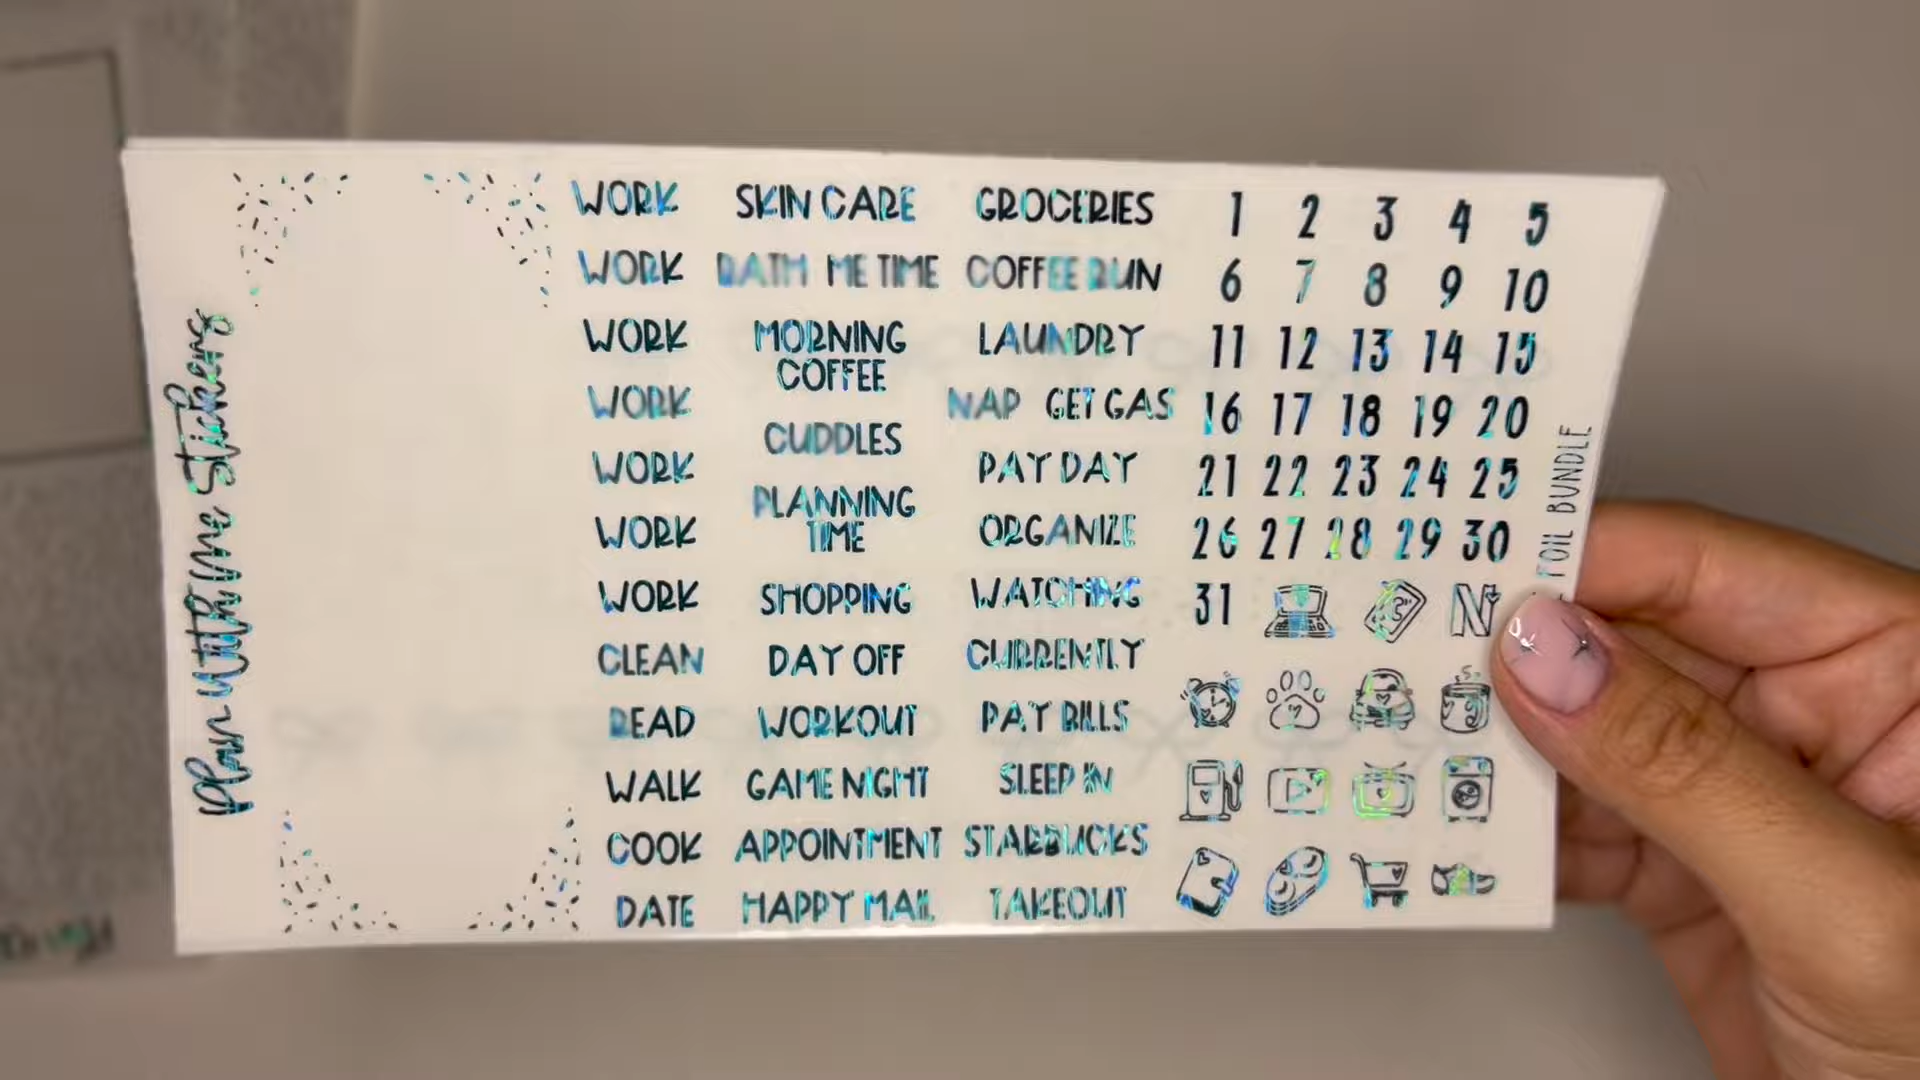 Plan With Me Stickers
WORK
WORK
WORK
WORK
WORK
WORK
WORK
CLEAN
READ
WALK
COOK
DATE
SKIN CARE
BATH ME TIME
MORNING
COFFEE
CUDDLES
PLANNING
TIME
SHOPPING
DAY OFF
WORKOUT
GAME NIGHT
APPOINTMENT
HAPPY MAIL
GROCERIES
COFFEE RUN
LAUNDRY
NAP GET GAS
PAY DAY
ORGANIZE
WATCHING
CURRENTLY
PAY BILLS
SLEEP IN
STARBUCKS
TAKEOUT
1 2 3 4 5
6 7 8 9 10
11 12 13 14 15
16 17 18 19 20
21 22 23 24 25
26 27 28 29 30
31
N
FOIL BUNDLE